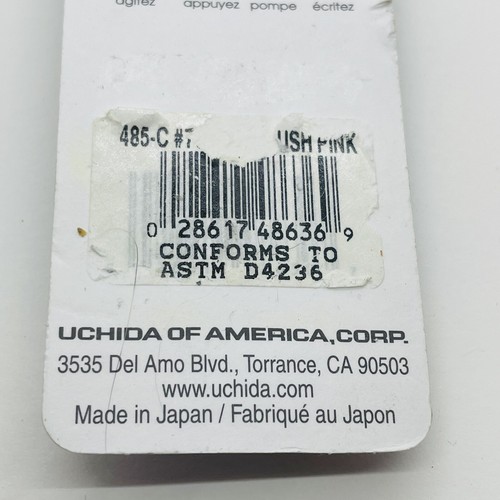 agitez appuyez pompe écritez
485-C #7 USH PINK
0 28617 48636 9
CONFORMS TO
ASTM D4236
UCHIDA OF AMERICA, CORP.
3535 Del Amo Blvd., Torrance, CA 90503
www.uchida.com
Made in Japan / Fabriqué au Japon